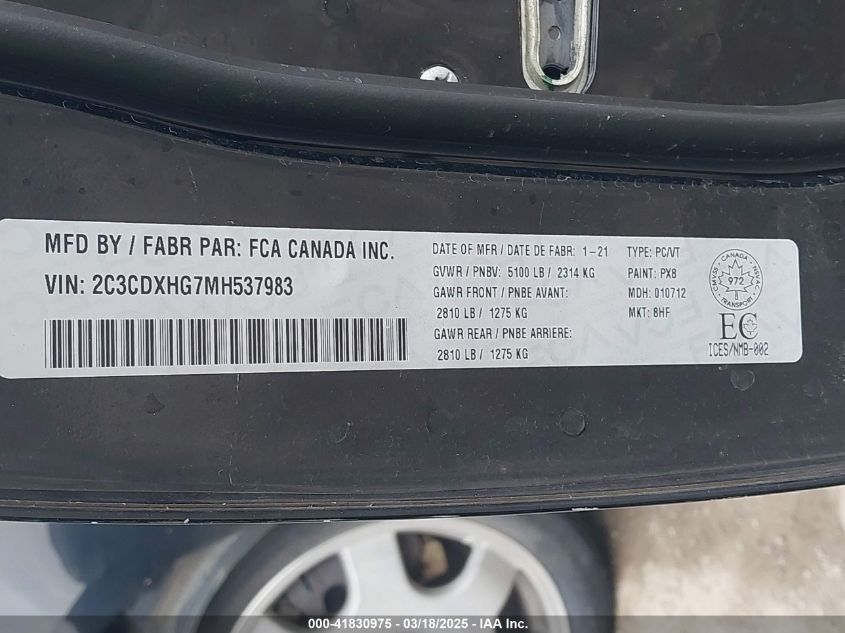 MFD BY / FABR PAR: FCA CANADA INC.
VIN: 2C3CDXHG7MH537983
DATE OF MFR / DATE DE FABR: 1-21
GVWR / PNBV: 5100 LB / 2314 KG
GAWR FRONT / PNBE AVANT:
2810 LB / 1275 KG
GAWR REAR / PNBE ARRIERE:
2810 LB / 1275 KG
TYPE: PC/VT
PAINT: PX8
MDH: 010712
MKT: 8HF
CANADA
972
TRANSPORT
EC
ICES/NMB-002
000-41830975 - 03/18/2025 - IAA Inc.